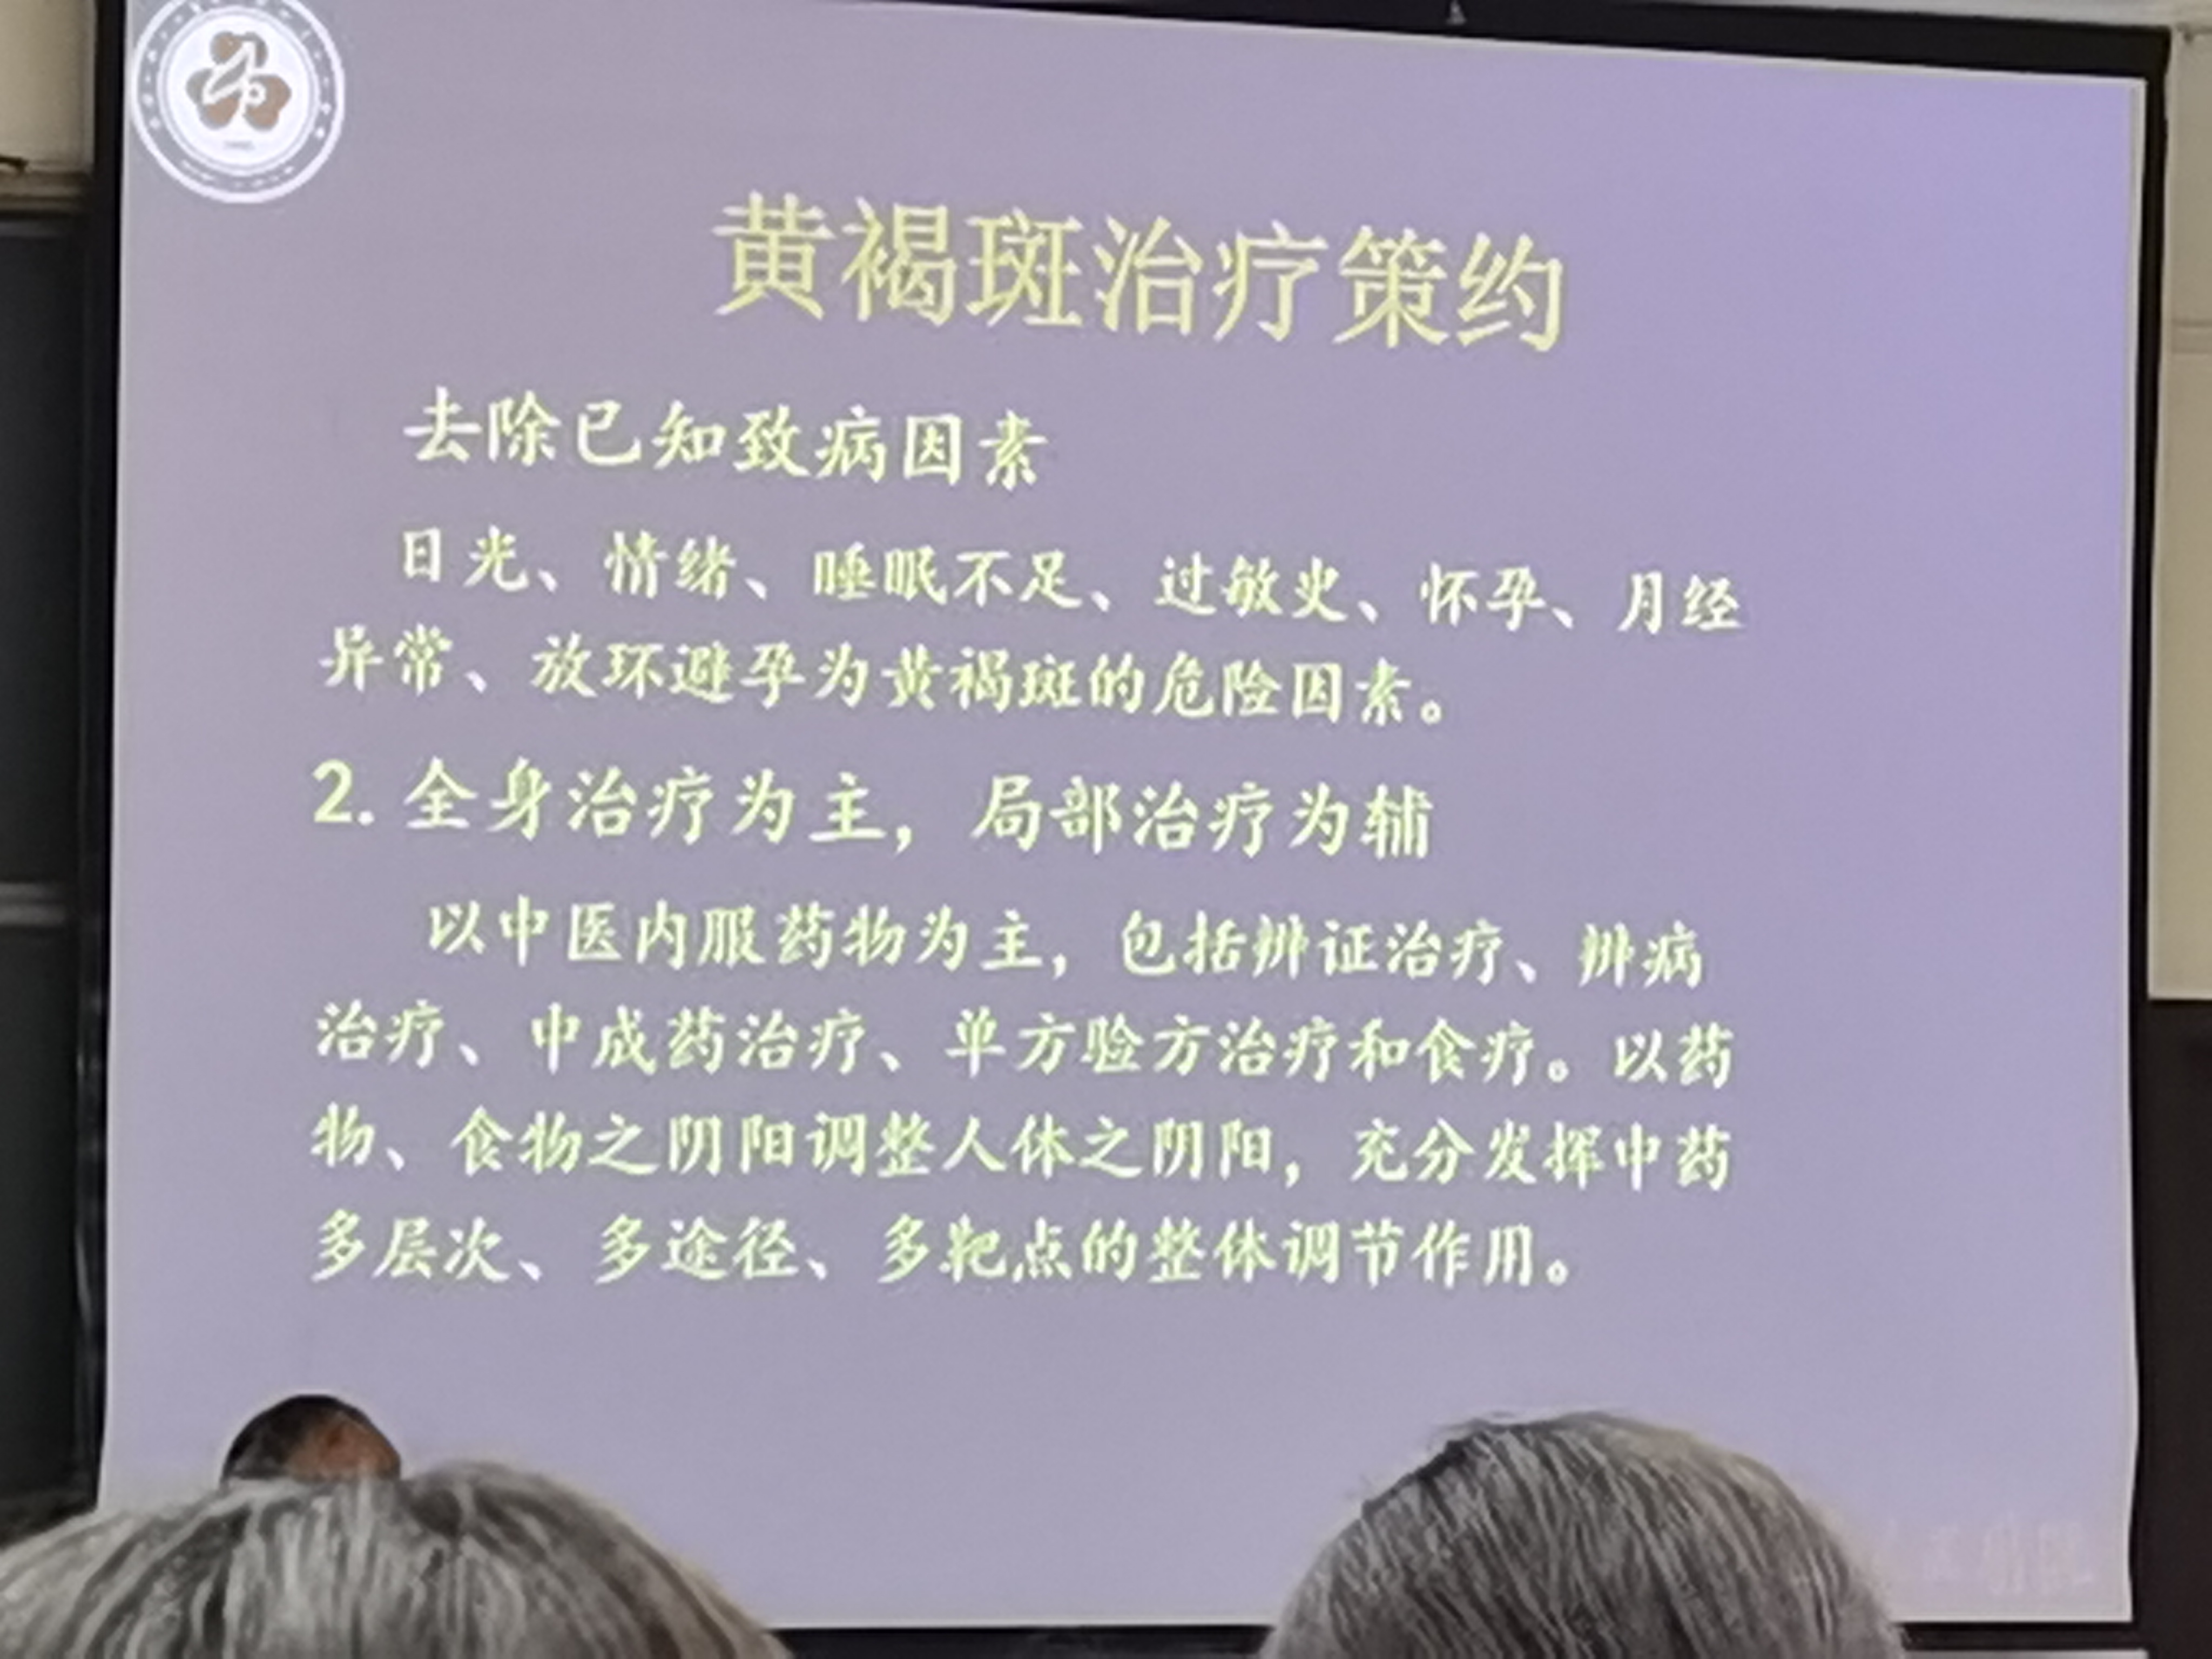 黄褐斑治疗策约
去除已知致病因素
日光、情绪、睡眠不足、过敏史、怀孕、月经
异常、放环避孕为黄褐斑的危险因素。
2. 全身治疗为主，局部治疗为辅
以中医内服药物为主，包括辨证治疗、辨病
治疗、中成药治疗、单方验方治疗和食疗。以药
物、食物之阴阳调整人体之阴阳，充分发挥中药
多层次、多途径、多靶点的整体调节作用。